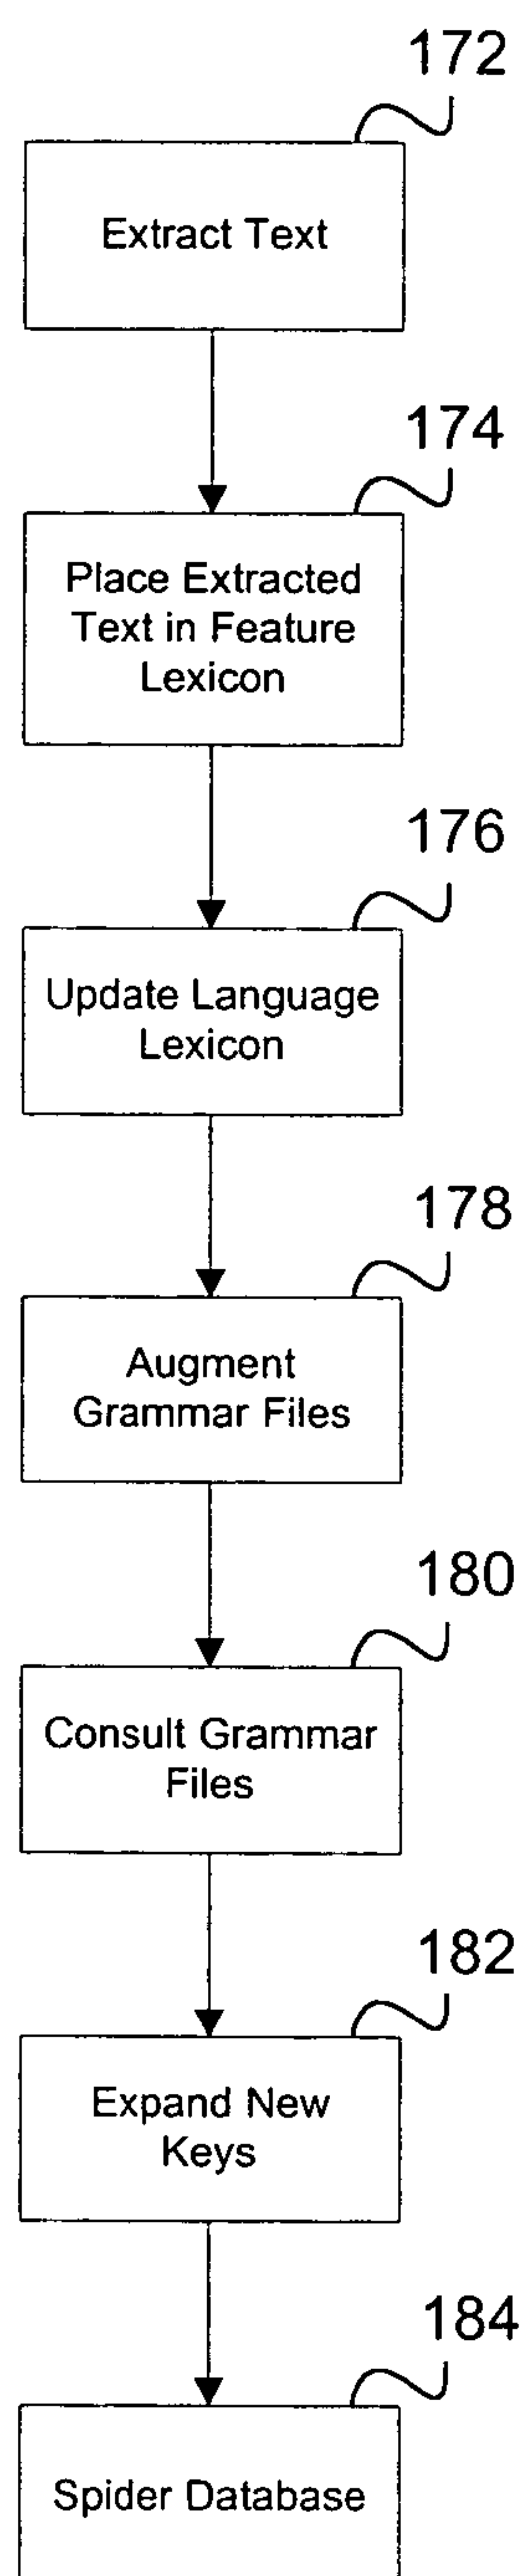 172
Extract Text
174
Place Extracted
Text in Feature
Lexicon
176
Update Language
Lexicon
178
Augment
Grammar Files
180
Consult Grammar
Files
182
Expand New
Keys
184
Spider Database